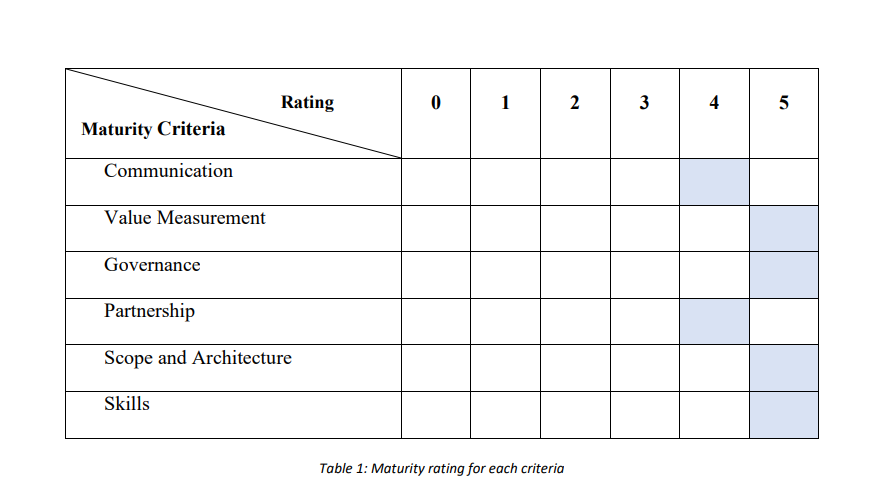 Rating 0 1 2 3 4 5
Maturity Criteria
Communication
Value Measurement
Governance
Partnership
Scope and Architecture
Skills
Table 1: Maturity rating for each criteria